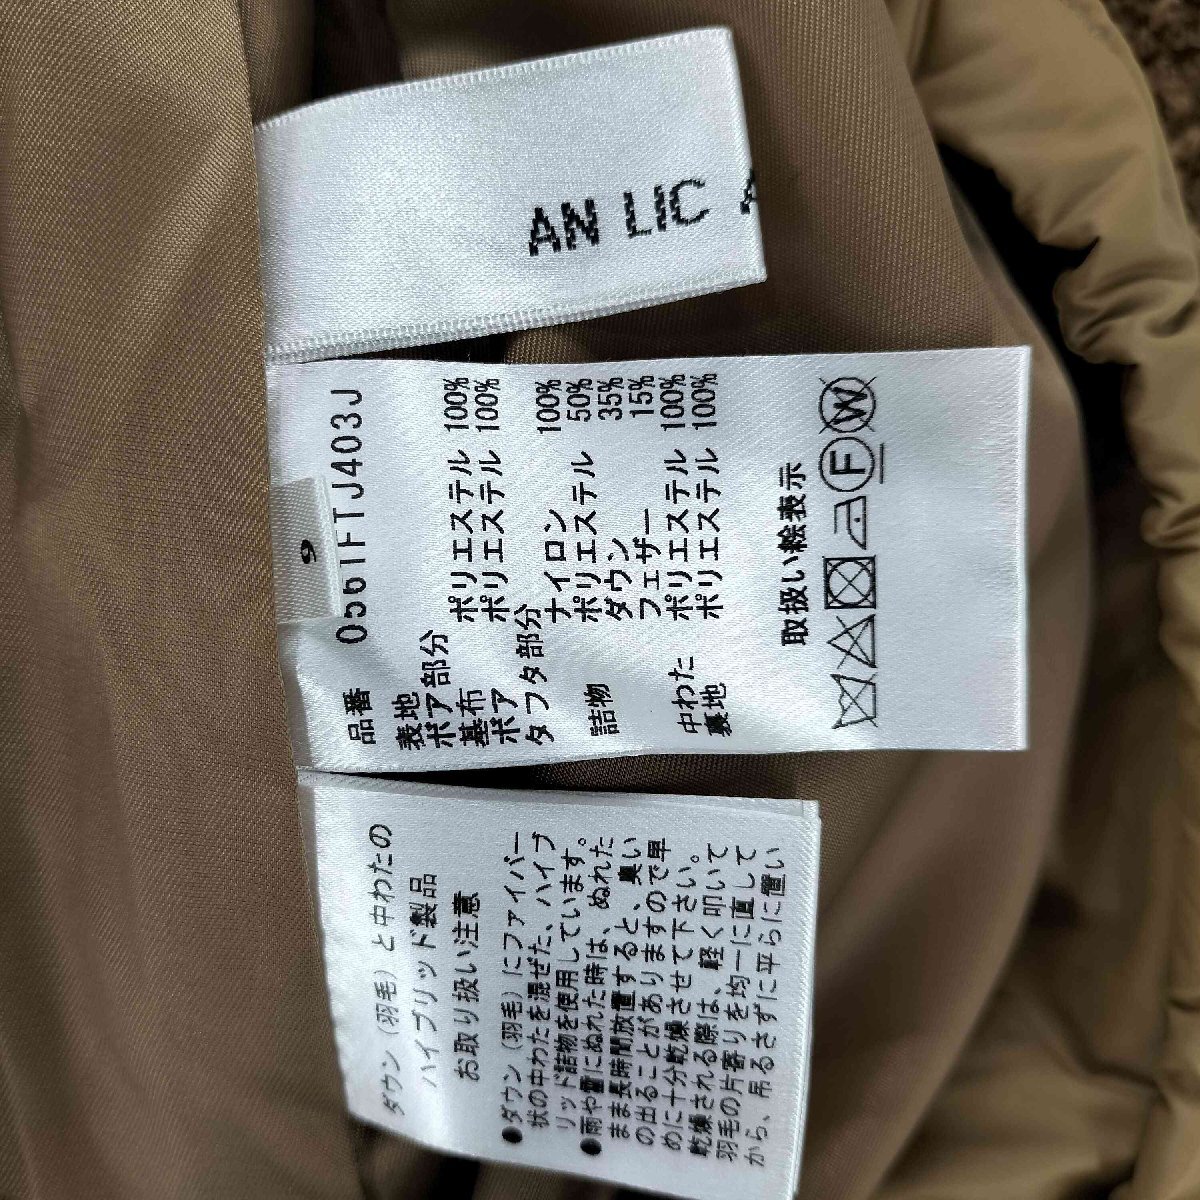 AN LIC
9
品番 0561FTJ403J
表地
ボア部分 ポリエステル 100%
基布 ポリエステル 100%
ボア
タフタ部分
ナイロン 100%
詰物 ポリエステル 50%
ダウン 35%
フェザー 15%
中わた ポリエステル 100%
裏地 ポリエステル 100%
取扱い絵表示
F W
ダウン(羽毛)と中わたの
ハイブリッド製品
お取り扱い注意
●ダウン(羽毛)にファイバー
状の中わたを混ぜた、ハイブ
リッド詰物を使用しています。
●雨や雪にぬれた時は、ぬれた
まま長時間放置すると、臭い
の出ることがありますので早
めに十分乾燥させて下さい。
乾燥される際は、軽く叩いて
羽毛の片寄りを均一に直して
から、吊るさずに平らに置い